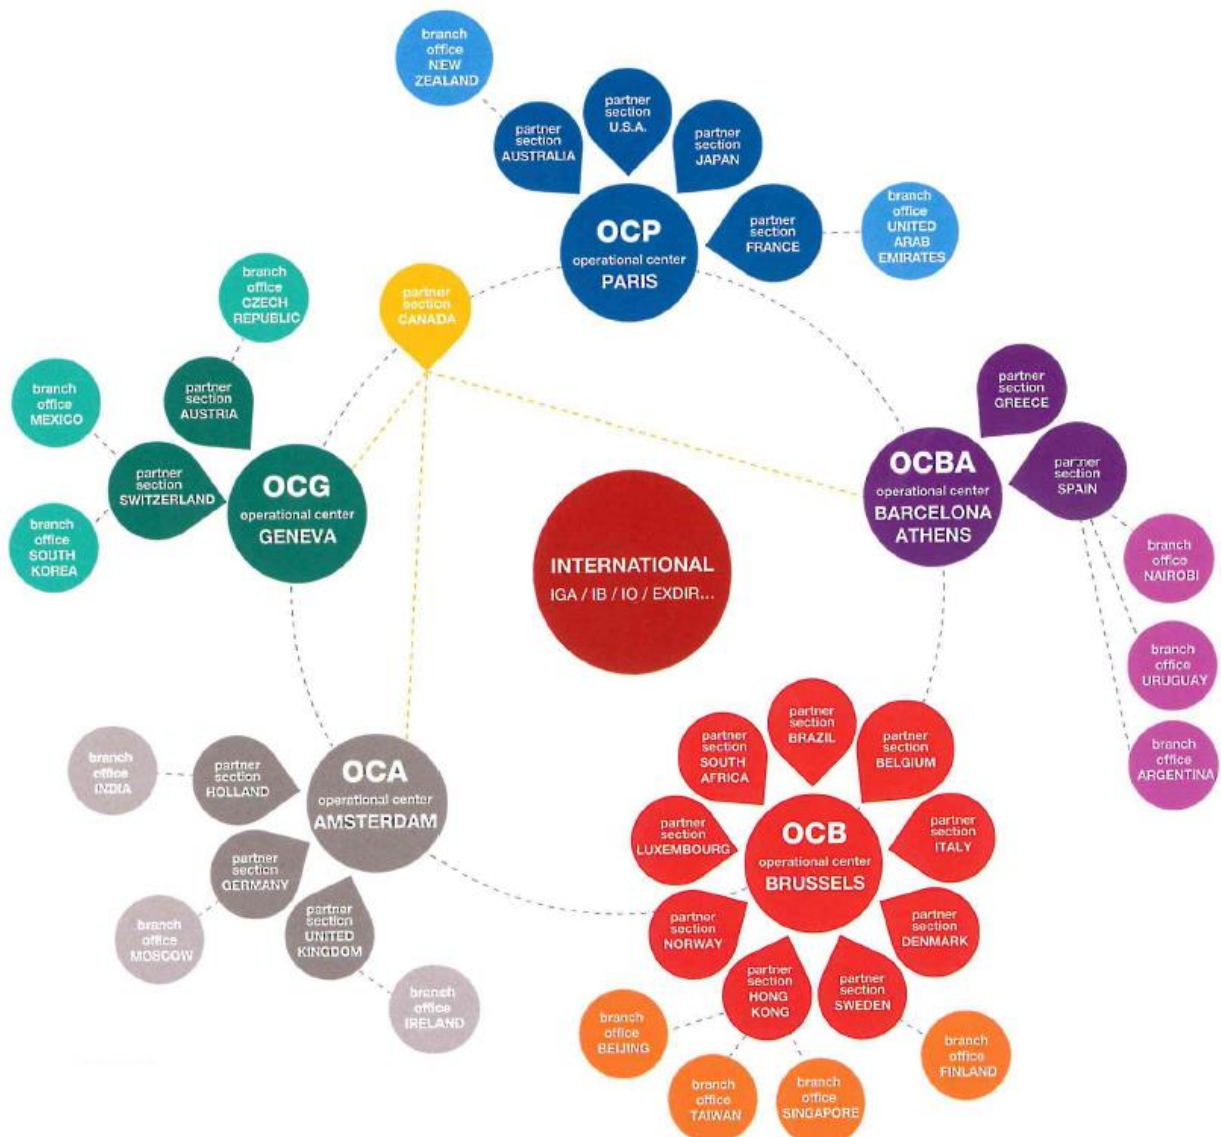 branch
office
NEW
ZEALAND
partner
section
AUSTRALIA
partner
section
U.S.A.
partner
section
JAPAN
partner
section
FRANCE
branch
office
UNITED
ARAB
EMIRATES
OCP
operational center
PARIS
partner
section
CANADA
branch
office
CZECH
REPUBLIC
partner
section
AUSTRIA
branch
office
MEXICO
partner
section
SWITZERLAND
branch
office
SOUTH
KOREA
OCG
operational center
GENEVA
partner
section
GREECE
partner
section
SPAIN
OCBA
operational center
BARCELONA
ATHENS
branch
office
NAIROBI
branch
office
URUGUAY
branch
office
ARGENTINA
INTERNATIONAL
IGA / IB / IO / EXDIR...
OCA
operational center
AMSTERDAM
branch
office
INDIA
partner
section
HOLLAND
partner
section
GERMANY
branch
office
MOSCOW
partner
section
UNITED
KINGDOM
branch
office
IRELAND
OCB
operational center
BRUSSELS
partner
section
BRAZIL
partner
section
SOUTH
AFRICA
partner
section
BELGIUM
partner
section
LUXEMBOURG
partner
section
ITALY
partner
section
NORWAY
partner
section
DENMARK
partner
section
HONG
KONG
partner
section
SWEDEN
branch
office
BEIJING
branch
office
TAIWAN
branch
office
SINGAPORE
branch
office
FINLAND